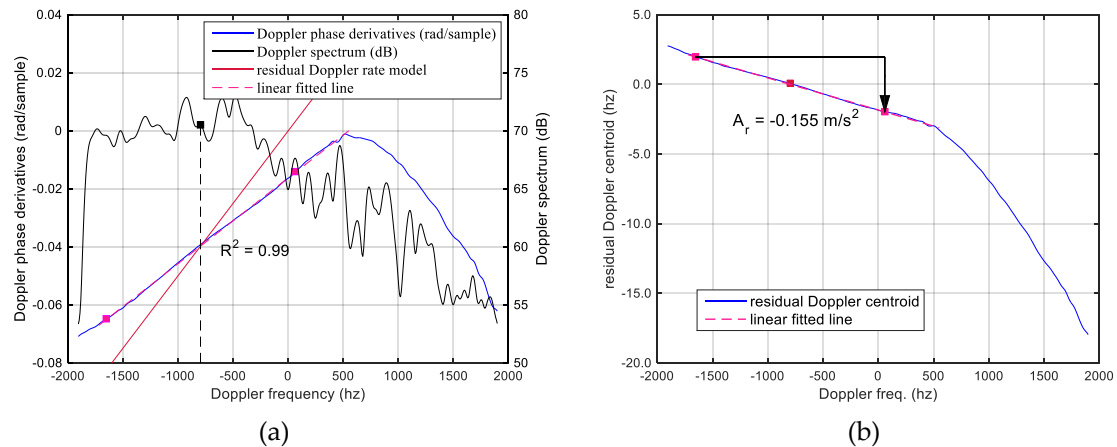 0.04
0.02
0
-0.02
-0.04
-0.06
-0.08
Doppler phase derivatives (rad/sample)
80
75
70
65
60
55
50
Doppler spectrum (dB)
Doppler phase derivatives (rad/sample)
Doppler spectrum (dB)
residual Doppler rate model
linear fitted line
R² = 0.99
-2000 -1500 -1000 -500 0 500 1000 1500 2000
Doppler frequency (hz)
(a)
5.0
0.0
-5.0
-10.0
-15.0
-20.0
residual Doppler centroid (hz)
A_r = -0.155 m/s²
residual Doppler centroid
linear fitted line
-2000 -1500 -1000 -500 0 500 1000 1500 2000
Doppler freq. (hz)
(b)